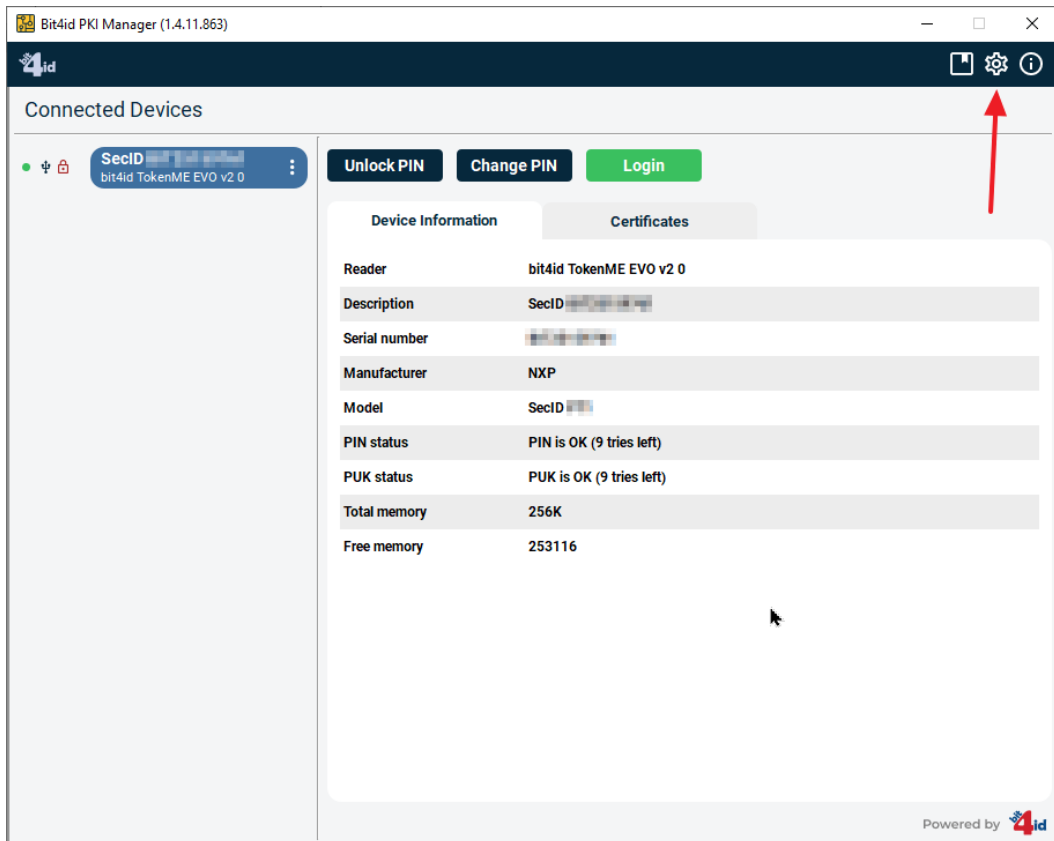 Bit4id PKI Manager (1.4.11.863)
4id
Connected Devices
SecID
bit4id TokenME EVO v2 0
Unlock PIN Change PIN Login
Device Information Certificates
Reader bit4id TokenME EVO v2 0
Description SecID
Serial number
Manufacturer NXP
Model SecID
PIN status PIN is OK (9 tries left)
PUK status PUK is OK (9 tries left)
Total memory 256K
Free memory 253116
Powered by 4id